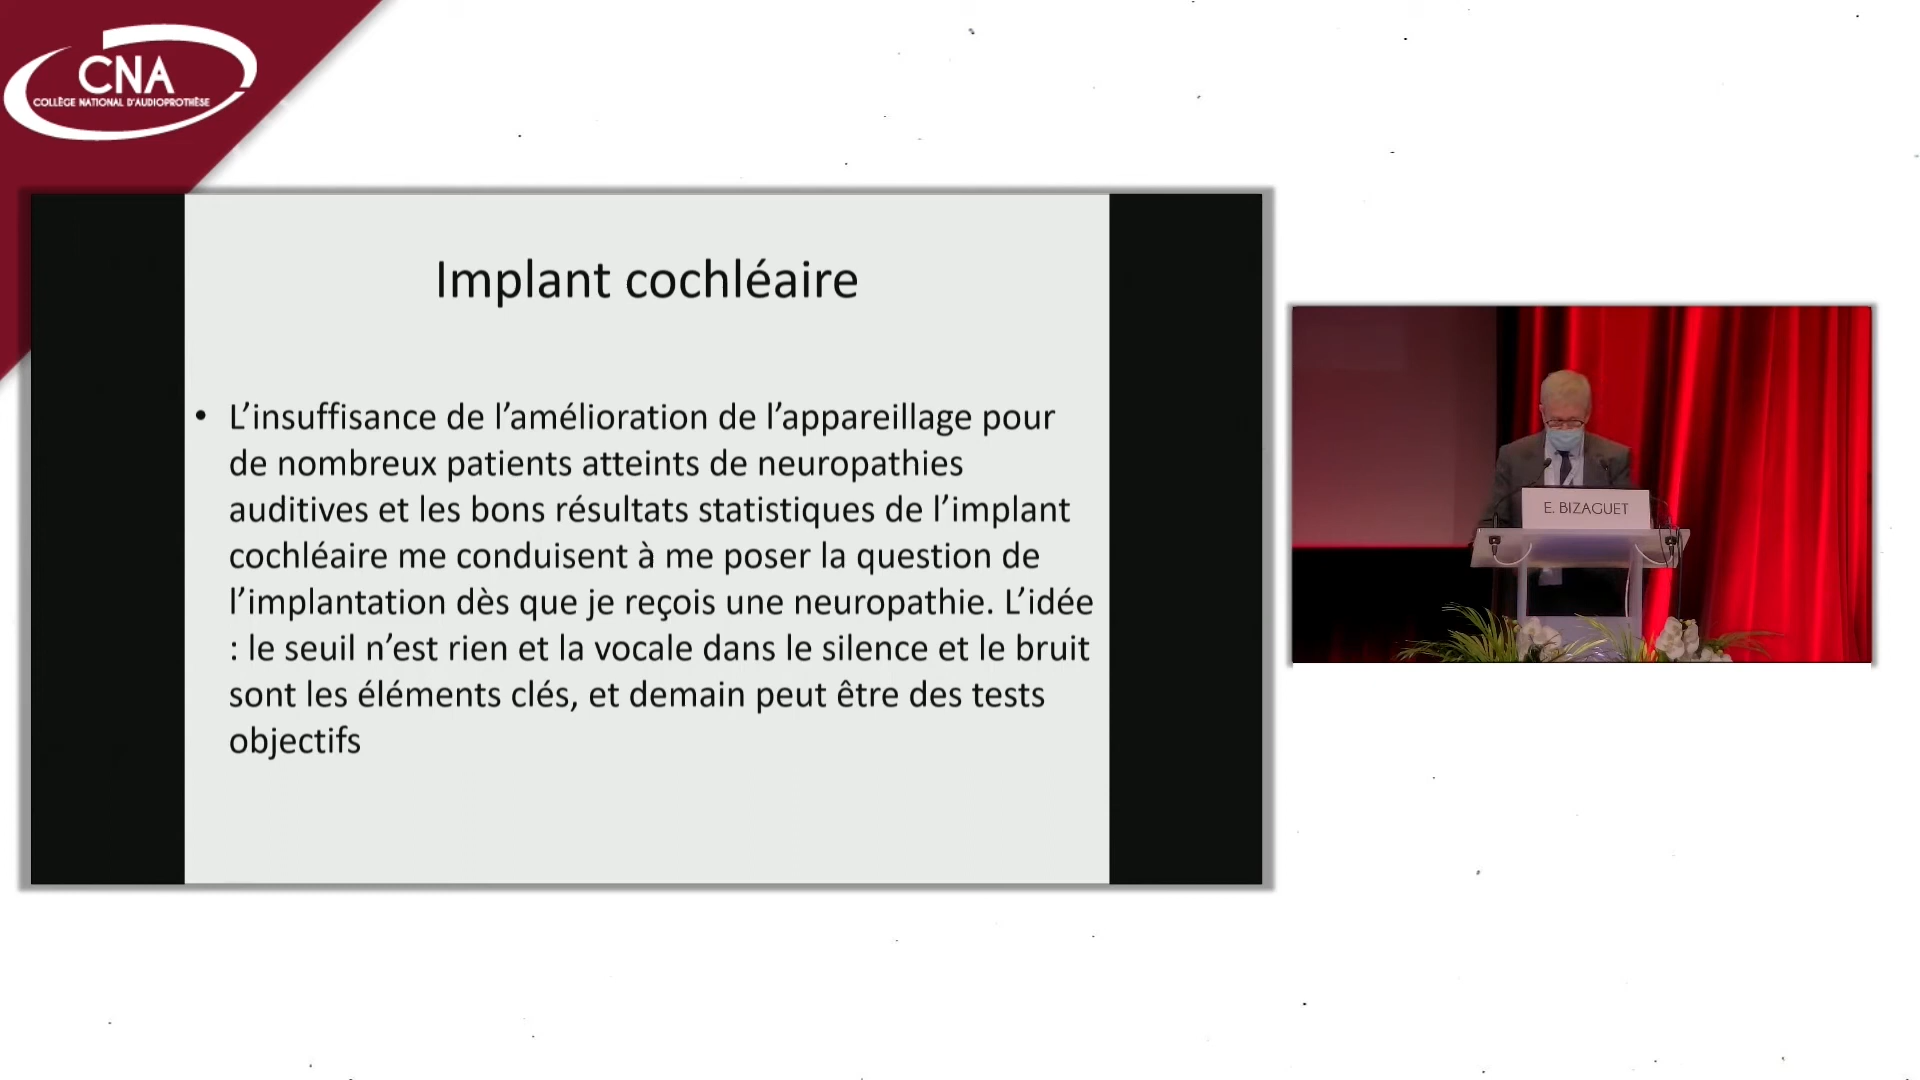 CNA
COLLÈGE NATIONAL D'AUDIOPROTHÈSE
Implant cochléaire
• L’insuffisance de l’amélioration de l’appareillage pour
de nombreux patients atteints de neuropathies
auditives et les bons résultats statistiques de l’implant
cochléaire me conduisent à me poser la question de
l’implantation dès que je reçois une neuropathie. L’idée
: le seuil n’est rien et la vocale dans le silence et le bruit
sont les éléments clés, et demain peut être des tests
objectifs
E. BIZAGUET